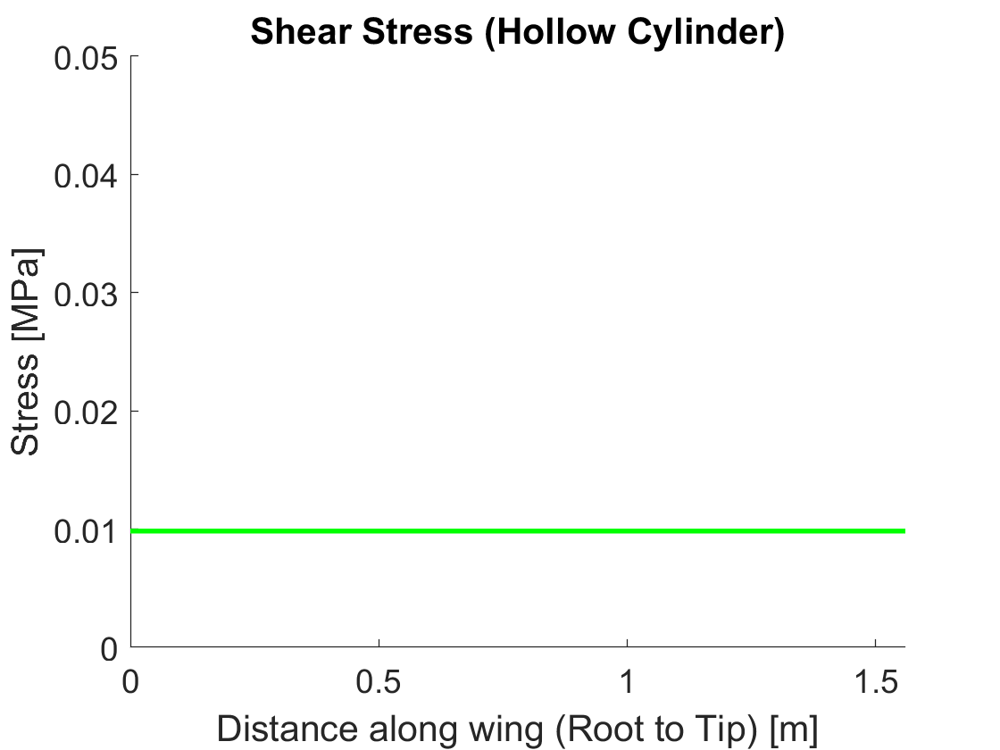 Shear Stress (Hollow Cylinder)
0.05
0.04
0.03
0.02
0.01
0
Stress [MPa]
0 0.5 1 1.5
Distance along wing (Root to Tip) [m]